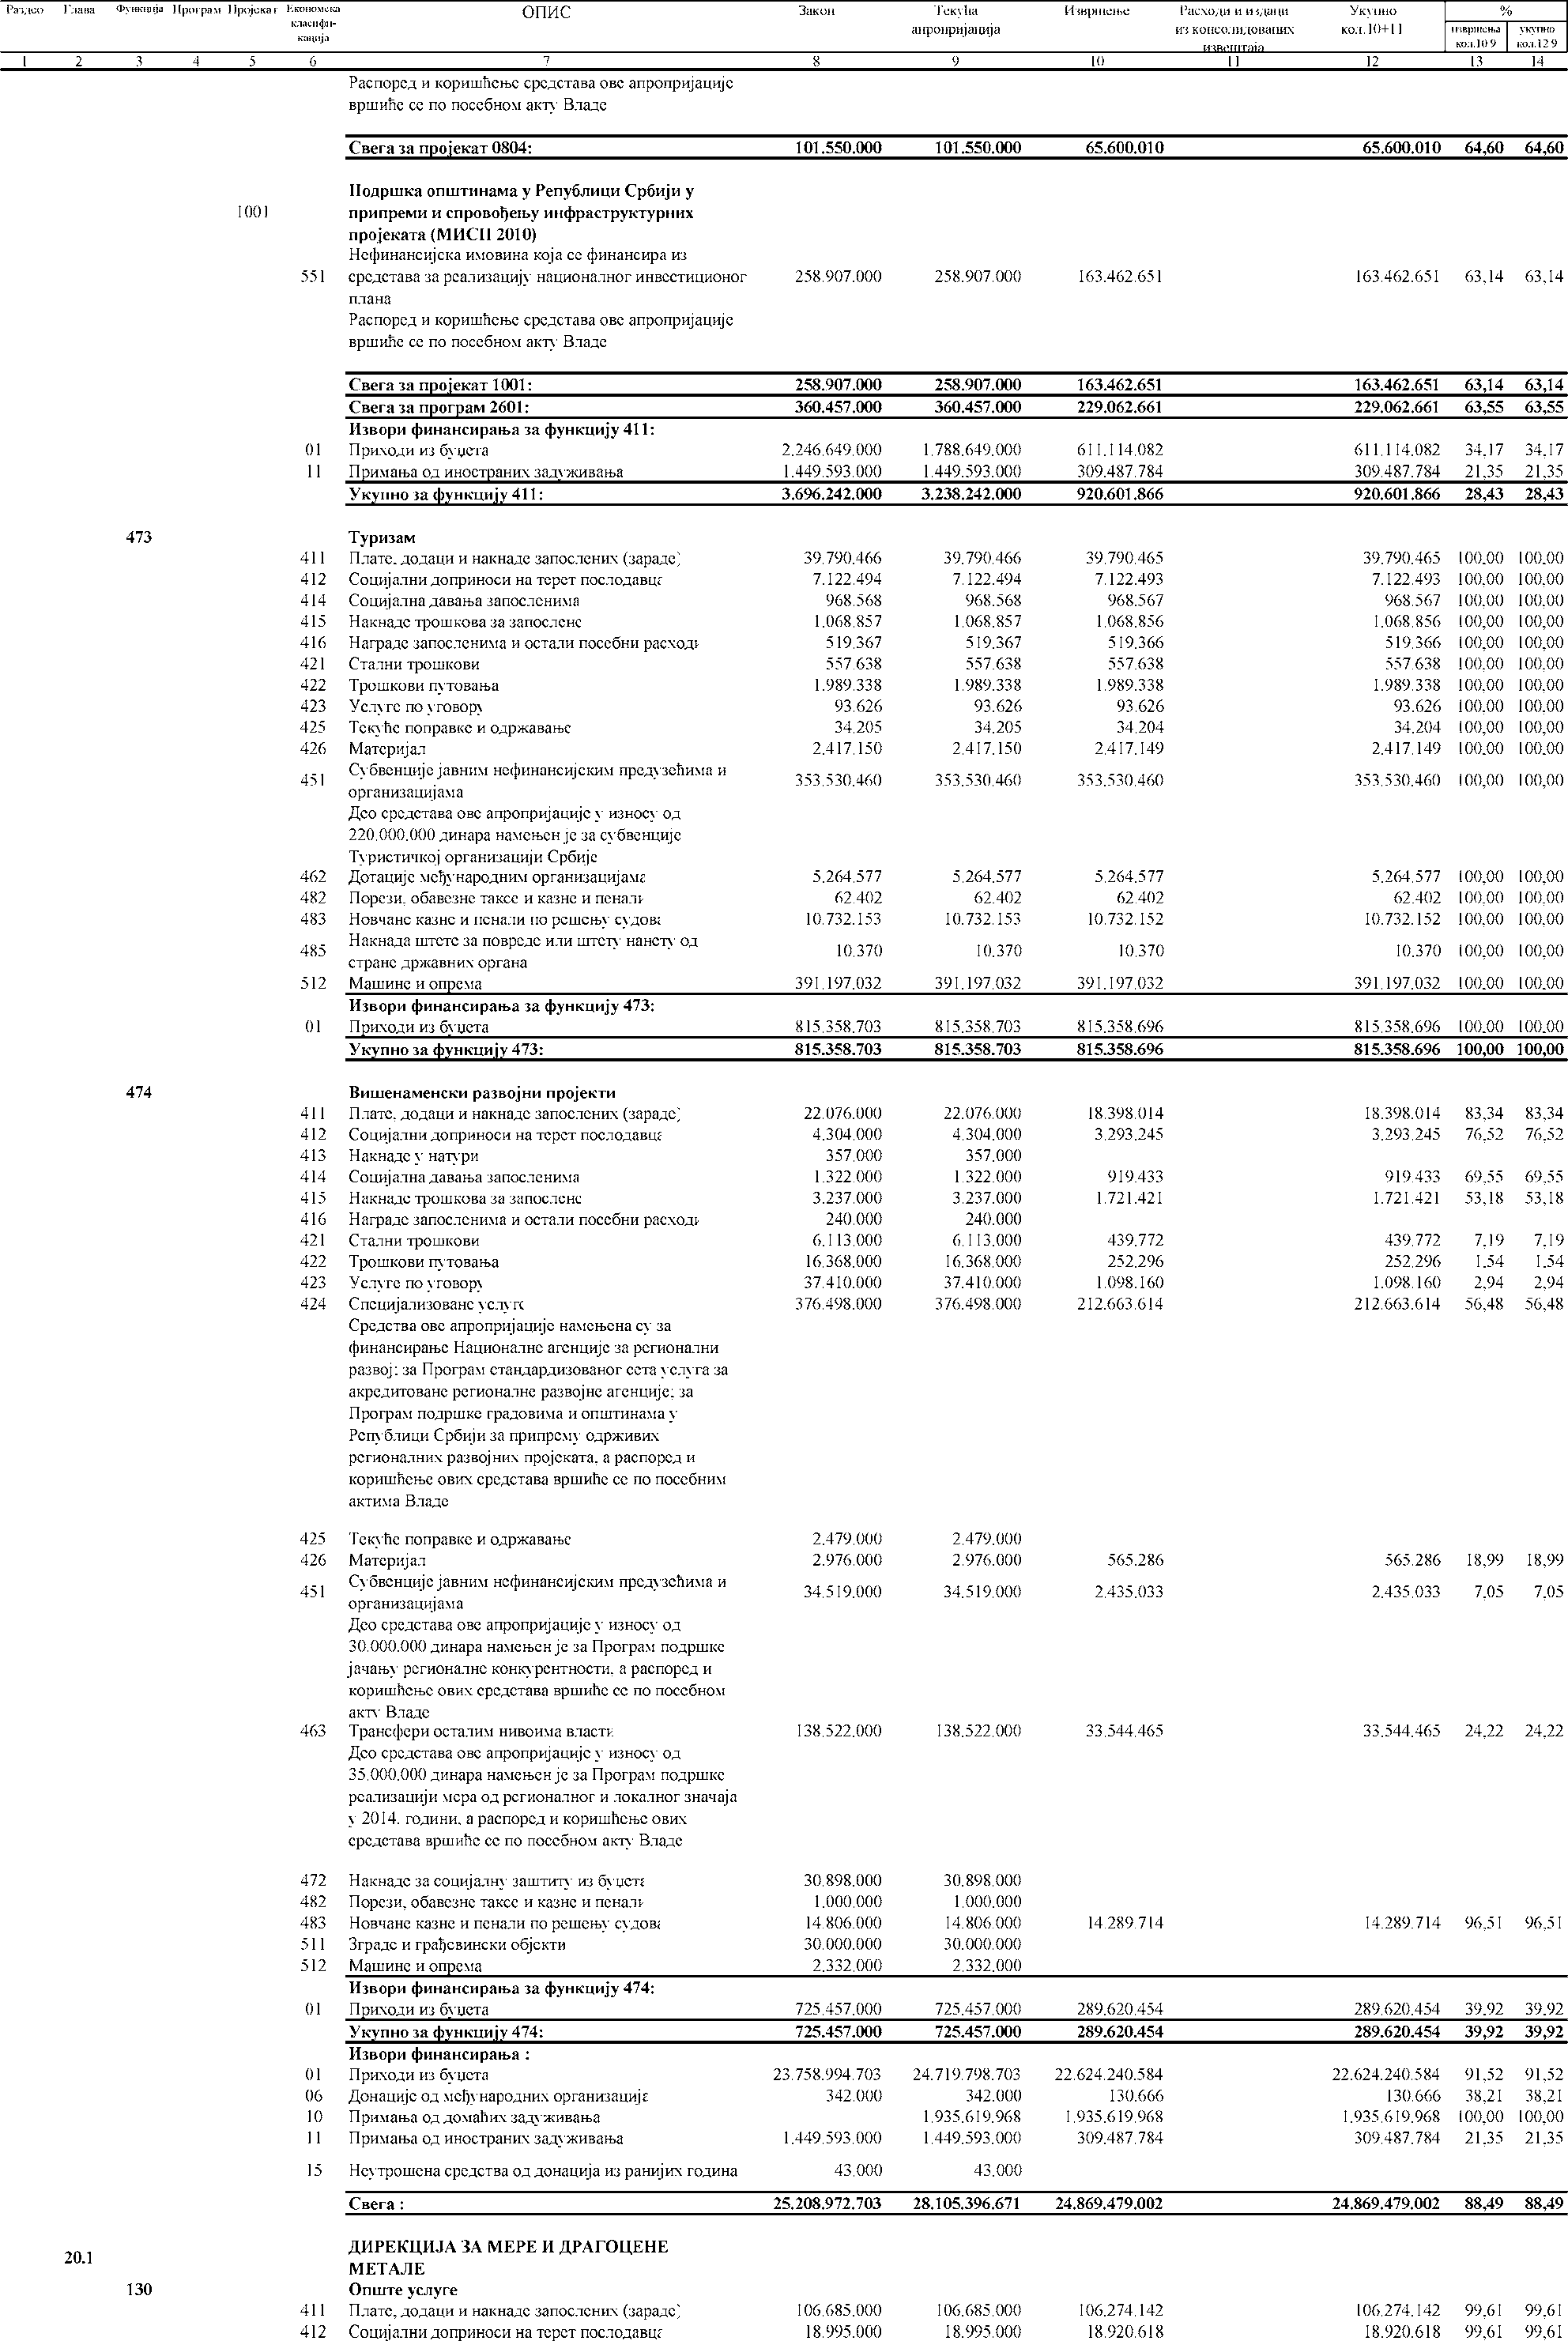 Раздео Глава Функција Програм Пројекат Економска класифи-кација ОПИС Закон Текућа апропријација Извршење Расходи и издаци из консолидованих извештаја Укупно кол.10+11 % извршења кол.10/9 укупно кол.12/9
1 2 3 4 5 6 7 8 9 10 11 12 13 14
Распоред и коришћење средстава ове апропријације
вршиће се по посебном акту Владе
Свега за пројекат 0804: 101.550.000 101.550.000 65.600.010 65.600.010 64,60 64,60
Подршка општинама у Републици Србији у
1001 припреми и спровођењу инфраструктурних
пројеката (МИСП 2010)
Нефинансијска имовина која се финансира из
551 средстава за реализацију националног инвестиционог 258.907.000 258.907.000 163.462.651 163.462.651 63,14 63,14
плана
Распоред и коришћење средстава ове апропријације
вршиће се по посебном акту Владе
Свега за пројекат 1001: 258.907.000 258.907.000 163.462.651 163.462.651 63,14 63,14
Свега за програм 2601: 360.457.000 360.457.000 229.062.661 229.062.661 63,55 63,55
Извори финансирања за функцију 411:
01 Приходи из буџета 2.246.649.000 1.788.649.000 611.114.082 611.114.082 34,17 34,17
11 Примања од иностраних задуживања 1.449.593.000 1.449.593.000 309.487.784 309.487.784 21,35 21,35
Укупно за функцију 411: 3.696.242.000 3.238.242.000 920.601.866 920.601.866 28,43 28,43
473 Туризам
411 Плате, додаци и накнаде запослених (зараде) 39.790.466 39.790.466 39.790.465 39.790.465 100,00 100,00
412 Социјални доприноси на терет послодавца 7.122.494 7.122.494 7.122.493 7.122.493 100,00 100,00
414 Социјална давања запосленима 968.568 968.568 968.567 968.567 100,00 100,00
415 Накнаде трошкова за запослене 1.068.857 1.068.857 1.068.856 1.068.856 100,00 100,00
416 Награде запосленима и остали посебни расходи 519.367 519.367 519.366 519.366 100,00 100,00
421 Стални трошкови 557.638 557.638 557.638 557.638 100,00 100,00
422 Трошкови путовања 1.989.338 1.989.338 1.989.338 1.989.338 100,00 100,00
423 Услуге по уговору 93.626 93.626 93.626 93.626 100,00 100,00
425 Текуће поправке и одржавање 34.205 34.205 34.204 34.204 100,00 100,00
426 Материјал 2.417.150 2.417.150 2.417.149 2.417.149 100,00 100,00
451 Субвенције јавним нефинансијским предузећима и 353.530.460 353.530.460 353.530.460 353.530.460 100,00 100,00
организацијама
Део средстава ове апропријације у износу од
220.000.000 динара намењен је за субвенције
Туристичкој организацији Србије
462 Дотације међународним организацијама 5.264.577 5.264.577 5.264.577 5.264.577 100,00 100,00
482 Порези, обавезне таксе и казне и пенали 62.402 62.402 62.402 62.402 100,00 100,00
483 Новчане казне и пенали по решењу судова 10.732.153 10.732.153 10.732.152 10.732.152 100,00 100,00
485 Накнада штете за повреде или штету нанету од 10.370 10.370 10.370 10.370 100,00 100,00
стране државних органа
512 Машине и опрема 391.197.032 391.197.032 391.197.032 391.197.032 100,00 100,00
Извори финансирања за функцију 473:
01 Приходи из буџета 815.358.703 815.358.703 815.358.696 815.358.696 100,00 100,00
Укупно за функцију 473: 815.358.703 815.358.703 815.358.696 815.358.696 100,00 100,00
474 Вишенаменски развојни пројекти
411 Плате, додаци и накнаде запослених (зараде) 22.076.000 22.076.000 18.398.014 18.398.014 83,34 83,34
412 Социјални доприноси на терет послодавца 4.304.000 4.304.000 3.293.245 3.293.245 76,52 76,52
413 Накнаде у натури 357.000 357.000
414 Социјална давања запосленима 1.322.000 1.322.000 919.433 919.433 69,55 69,55
415 Накнаде трошкова за запослене 3.237.000 3.237.000 1.721.421 1.721.421 53,18 53,18
416 Награде запосленима и остали посебни расходи 240.000 240.000
421 Стални трошкови 6.113.000 6.113.000 439.772 439.772 7,19 7,19
422 Трошкови путовања 16.368.000 16.368.000 252.296 252.296 1,54 1,54
423 Услуге по уговору 37.410.000 37.410.000 1.098.160 1.098.160 2,94 2,94
424 Специјализоване услуге 376.498.000 376.498.000 212.663.614 212.663.614 56,48 56,48
Средства ове апропријације намењена су за
финансирање Националне агенције за регионални
развој; за Програм стандардизованог сета услуга за
акредитоване регионалне развојне агенције; за
Програм подршке градовима и општинама у
Републици Србији за припрему одрживих
регионалних развојних пројеката, а распоред и
коришћење ових средстава вршиће се по посебним
актима Владе
425 Текуће поправке и одржавање 2.479.000 2.479.000
426 Материјал 2.976.000 2.976.000 565.286 565.286 18,99 18,99
451 Субвенције јавним нефинансијским предузећима и 34.519.000 34.519.000 2.435.033 2.435.033 7,05 7,05
организацијама
Део средстава ове апропријације у износу од
30.000.000 динара намењен је за Програм подршке
јачању регионалне конкурентности, а распоред и
коришћење ових средстава вршиће се по посебном
акту Владе
463 Трансфери осталим нивоима власти 138.522.000 138.522.000 33.544.465 33.544.465 24,22 24,22
Део средстава ове апропријације у износу од
35.000.000 динара намењен је за Програм подршке
реализацији мера од регионалног и локалног значаја
у 2014. години, а распоред и коришћење ових
средстава вршиће се по посебном акту Владе
472 Накнаде за социјалну заштиту из буџета 30.898.000 30.898.000
482 Порези, обавезне таксе и казне и пенали 1.000.000 1.000.000
483 Новчане казне и пенали по решењу судова 14.806.000 14.806.000 14.289.714 14.289.714 96,51 96,51
511 Зграде и грађевински објекти 30.000.000 30.000.000
512 Машине и опрема 2.332.000 2.332.000
Извори финансирања за функцију 474:
01 Приходи из буџета 725.457.000 725.457.000 289.620.454 289.620.454 39,92 39,92
Укупно за функцију 474: 725.457.000 725.457.000 289.620.454 289.620.454 39,92 39,92
Извори финансирања :
01 Приходи из буџета 23.758.994.703 24.719.798.703 22.624.240.584 22.624.240.584 91,52 91,52
06 Донације од међународних организација 342.000 342.000 130.666 130.666 38,21 38,21
10 Примања од домаћих задуживања 1.935.619.968 1.935.619.968 1.935.619.968 100,00 100,00
11 Примања од иностраних задуживања 1.449.593.000 1.449.593.000 309.487.784 309.487.784 21,35 21,35
15 Неутрошена средства од донација из ранијих година 43.000 43.000
Свега : 25.208.972.703 28.105.396.671 24.869.479.002 24.869.479.002 88,49 88,49
20.1 ДИРЕКЦИЈА ЗА МЕРЕ И ДРАГОЦЕНЕ
МЕТАЛЕ
130 Опште услуге
411 Плате, додаци и накнаде запослених (зараде) 106.685.000 106.685.000 106.274.142 106.274.142 99,61 99,61
412 Социјални доприноси на терет послодавца 18.995.000 18.995.000 18.920.618 18.920.618 99,61 99,61